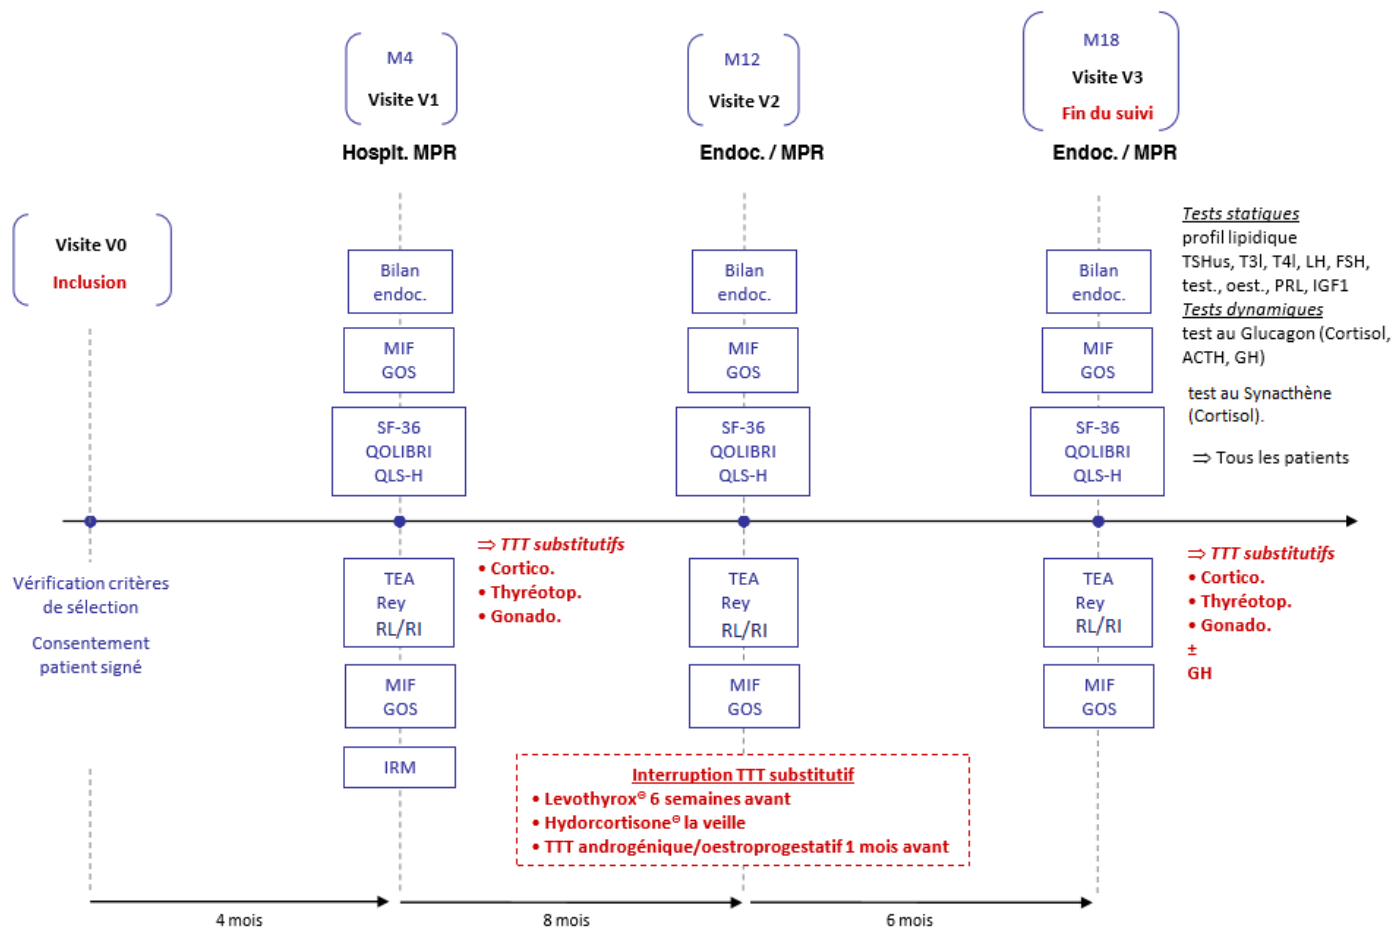 M4
Visite V1
Hospit. MPR
M12
Visite V2
Endoc. / MPR
M18
Visite V3
Fin du suivi
Endoc. / MPR
Visite V0
Inclusion
Bilan
endoc.
MIF
GOS
SF-36
QOLIBRI
QLS-H
Bilan
endoc.
MIF
GOS
SF-36
QOLIBRI
QLS-H
Bilan
endoc.
MIF
GOS
SF-36
QOLIBRI
QLS-H
Tests statiques
profil lipidique
TSHus, T3l, T4l, LH, FSH,
test., oest., PRL, IGF1
Tests dynamiques
test au Glucagon (Cortisol,
ACTH, GH)
test au Synacthène
(Cortisol).
⇒ Tous les patients
Vérification critères
de sélection
Consentement
patient signé
TEA
Rey
RL/RI
MIF
GOS
IRM
⇒ TTT substitutifs
• Cortico.
• Thyréotop.
• Gonado.
TEA
Rey
RL/RI
MIF
GOS
TEA
Rey
RL/RI
MIF
GOS
⇒ TTT substitutifs
• Cortico.
• Thyréotop.
• Gonado.
±
GH
Interruption TTT substitutif
• Levothyrox® 6 semaines avant
• Hydorcortisone® la veille
• TTT androgénique/oestroprogestatif 1 mois avant
4 mois
8 mois
6 mois